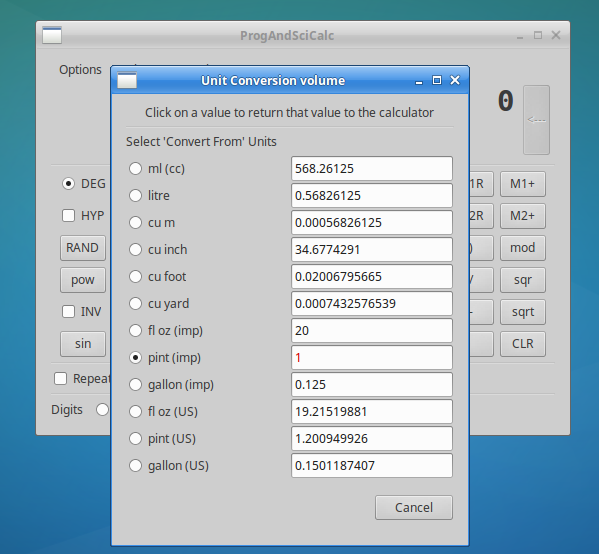 ProgAndSciCalc
Options
Unit Conversion volume
0
<---
Click on a value to return that value to the calculator
Select 'Convert From' Units
ml (cc) 568.26125
litre 0.56826125
cu m 0.00056826125
cu inch 34.6774291
cu foot 0.02006795665
cu yard 0.0007432576539
fl oz (imp) 20
pint (imp) 1
gallon (imp) 0.125
fl oz (US) 19.21519881
pint (US) 1.200949926
gallon (US) 0.1501187407
Cancel
DEG
1R M1+
HYP
2R M2+
RAND
) mod
pow
/ sqr
INV
- sqrt
sin
CLR
Repeat
Digits